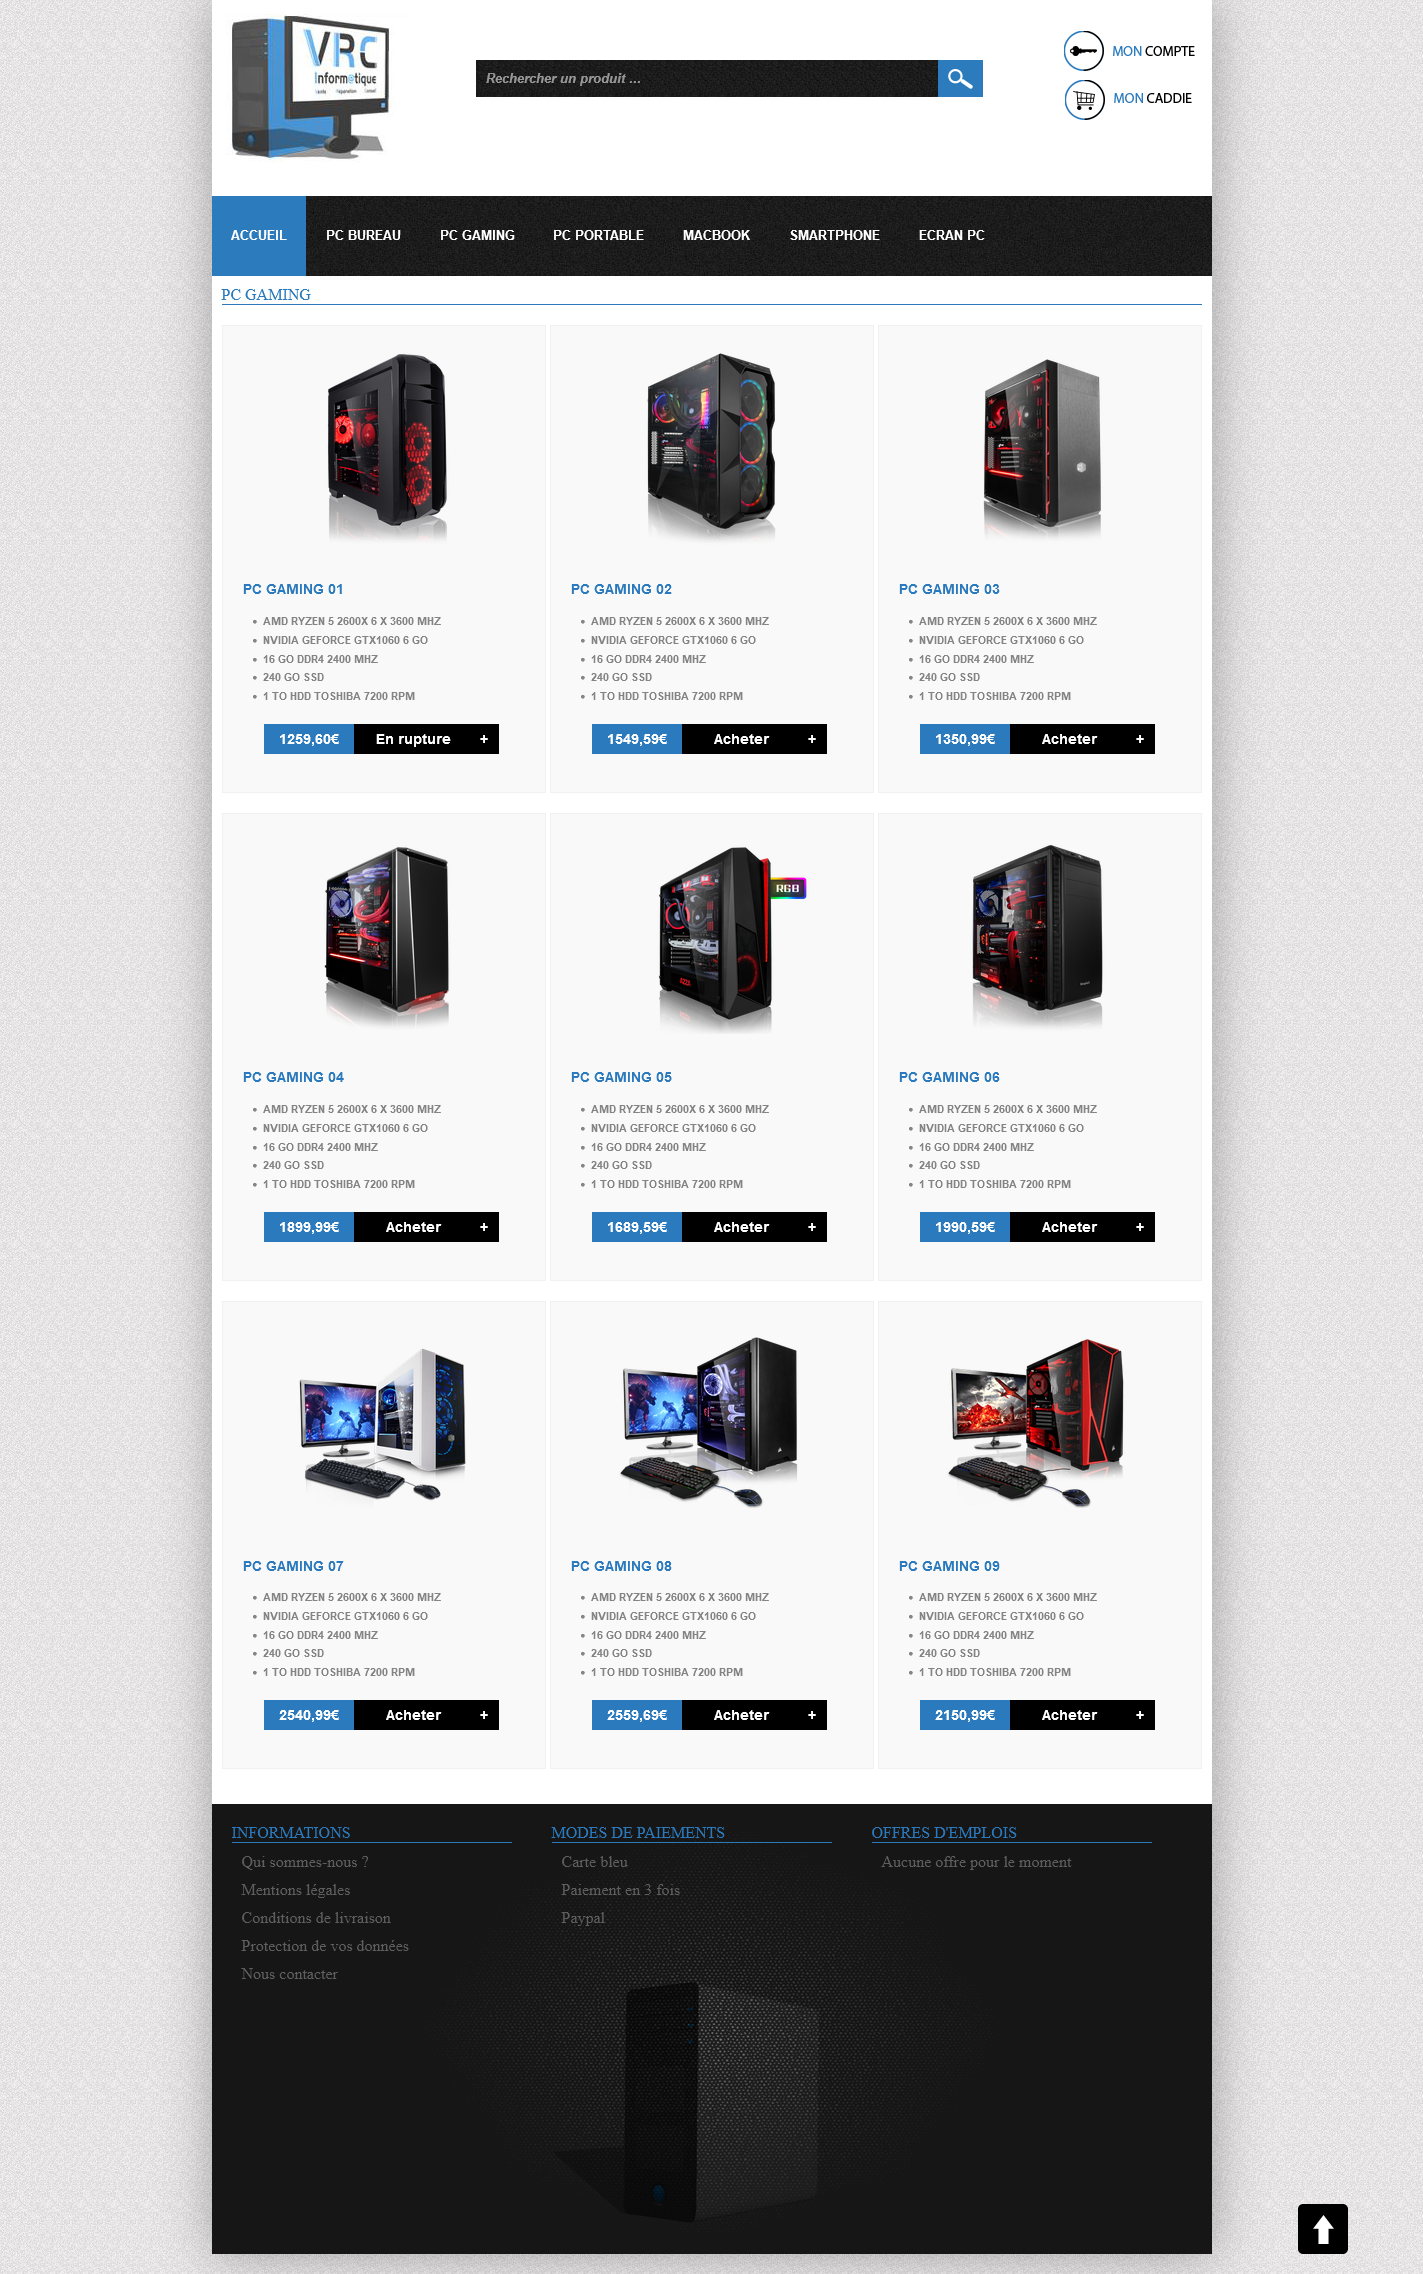 VRC
Inform@tique
Vente Réparation Conseil
Rechercher un produit ...
MON COMPTE
MON CADDIE
ACCUEIL PC BUREAU PC GAMING PC PORTABLE MACBOOK SMARTPHONE ECRAN PC
PC GAMING
PC GAMING 01
• AMD RYZEN 5 2600X 6 X 3600 MHZ
• NVIDIA GEFORCE GTX1060 6 GO
• 16 GO DDR4 2400 MHZ
• 240 GO SSD
• 1 TO HDD TOSHIBA 7200 RPM
1259,60€ En rupture +
PC GAMING 02
• AMD RYZEN 5 2600X 6 X 3600 MHZ
• NVIDIA GEFORCE GTX1060 6 GO
• 16 GO DDR4 2400 MHZ
• 240 GO SSD
• 1 TO HDD TOSHIBA 7200 RPM
1549,59€ Acheter +
PC GAMING 03
• AMD RYZEN 5 2600X 6 X 3600 MHZ
• NVIDIA GEFORCE GTX1060 6 GO
• 16 GO DDR4 2400 MHZ
• 240 GO SSD
• 1 TO HDD TOSHIBA 7200 RPM
1350,99€ Acheter +
PC GAMING 04
• AMD RYZEN 5 2600X 6 X 3600 MHZ
• NVIDIA GEFORCE GTX1060 6 GO
• 16 GO DDR4 2400 MHZ
• 240 GO SSD
• 1 TO HDD TOSHIBA 7200 RPM
1899,99€ Acheter +
RGB
PC GAMING 05
• AMD RYZEN 5 2600X 6 X 3600 MHZ
• NVIDIA GEFORCE GTX1060 6 GO
• 16 GO DDR4 2400 MHZ
• 240 GO SSD
• 1 TO HDD TOSHIBA 7200 RPM
1689,59€ Acheter +
PC GAMING 06
• AMD RYZEN 5 2600X 6 X 3600 MHZ
• NVIDIA GEFORCE GTX1060 6 GO
• 16 GO DDR4 2400 MHZ
• 240 GO SSD
• 1 TO HDD TOSHIBA 7200 RPM
1990,59€ Acheter +
PC GAMING 07
• AMD RYZEN 5 2600X 6 X 3600 MHZ
• NVIDIA GEFORCE GTX1060 6 GO
• 16 GO DDR4 2400 MHZ
• 240 GO SSD
• 1 TO HDD TOSHIBA 7200 RPM
2540,99€ Acheter +
PC GAMING 08
• AMD RYZEN 5 2600X 6 X 3600 MHZ
• NVIDIA GEFORCE GTX1060 6 GO
• 16 GO DDR4 2400 MHZ
• 240 GO SSD
• 1 TO HDD TOSHIBA 7200 RPM
2559,69€ Acheter +
PC GAMING 09
• AMD RYZEN 5 2600X 6 X 3600 MHZ
• NVIDIA GEFORCE GTX1060 6 GO
• 16 GO DDR4 2400 MHZ
• 240 GO SSD
• 1 TO HDD TOSHIBA 7200 RPM
2150,99€ Acheter +
INFORMATIONS
Qui sommes-nous ?
Mentions légales
Conditions de livraison
Protection de vos données
Nous contacter
MODES DE PAIEMENTS
Carte bleu
Paiement en 3 fois
Paypal
OFFRES D'EMPLOIS
Aucune offre pour le moment